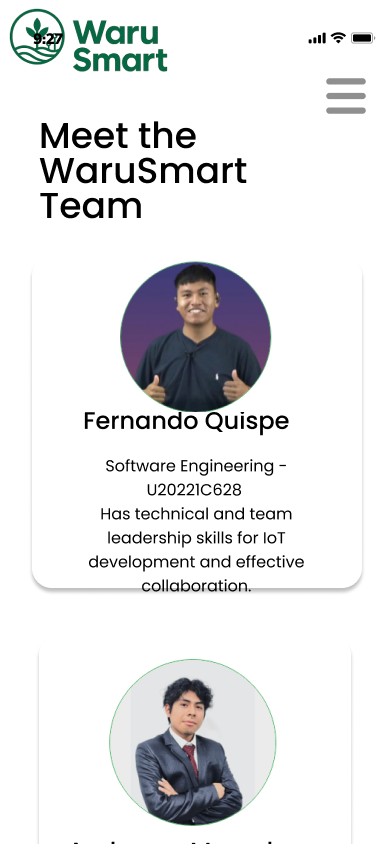 Waru
Smart
9:27
Meet the
WaruSmart
Team
Fernando Quispe
Software Engineering -
U20221C628
Has technical and team
leadership skills for IoT
development and effective
collaboration.